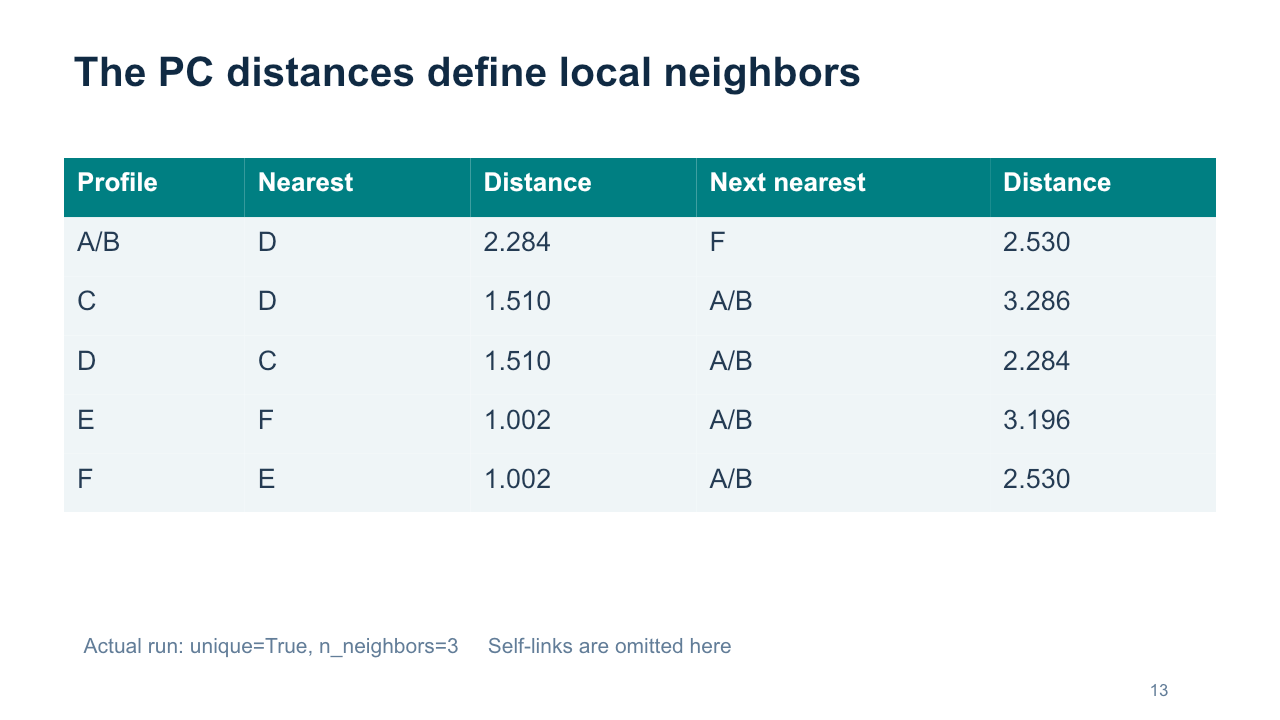 The PC distances define local neighbors
Profile Nearest Distance Next nearest Distance
A/B D 2.284 F 2.530
C D 1.510 A/B 3.286
D C 1.510 A/B 2.284
E F 1.002 A/B 3.196
F E 1.002 A/B 2.530
Actual run: unique=True, n_neighbors=3 Self-links are omitted here
13